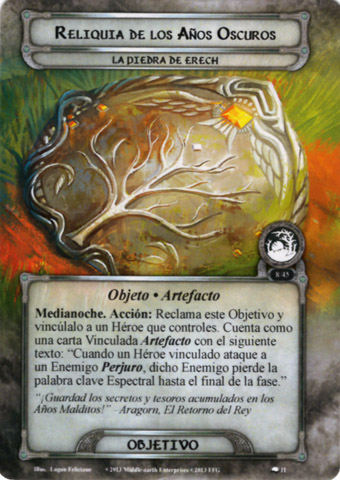 Reliquia de los Años Oscuros
La Piedra de Erech
R 45
Objeto • Artefacto
Medianoche. Acción: Reclama este Objetivo y
vincúlalo a un Héroe que controles. Cuenta como
una carta Vinculada Artefacto con el siguiente
texto: “Cuando un Héroe vinculado ataque a
un Enemigo Perjuro, dicho Enemigo pierde la
palabra clave Espectral hasta el final de la fase.”
“¡Guardad los secretos y tesoros acumulados en los
Años Malditos!” –Aragorn, El Retorno del Rey
Objetivo
Illus. Logan Feliciano © 2013 Middle-earth Enterprises © 2013 FFG 11